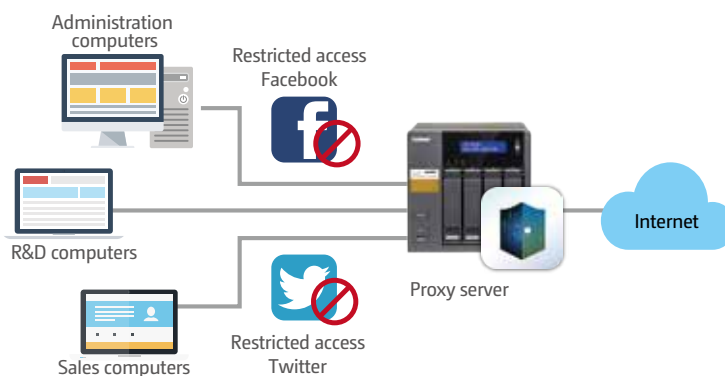 Administration
computers
Restricted access
Facebook
R&D computers
Internet
Proxy server
Restricted access
Twitter
Sales computers